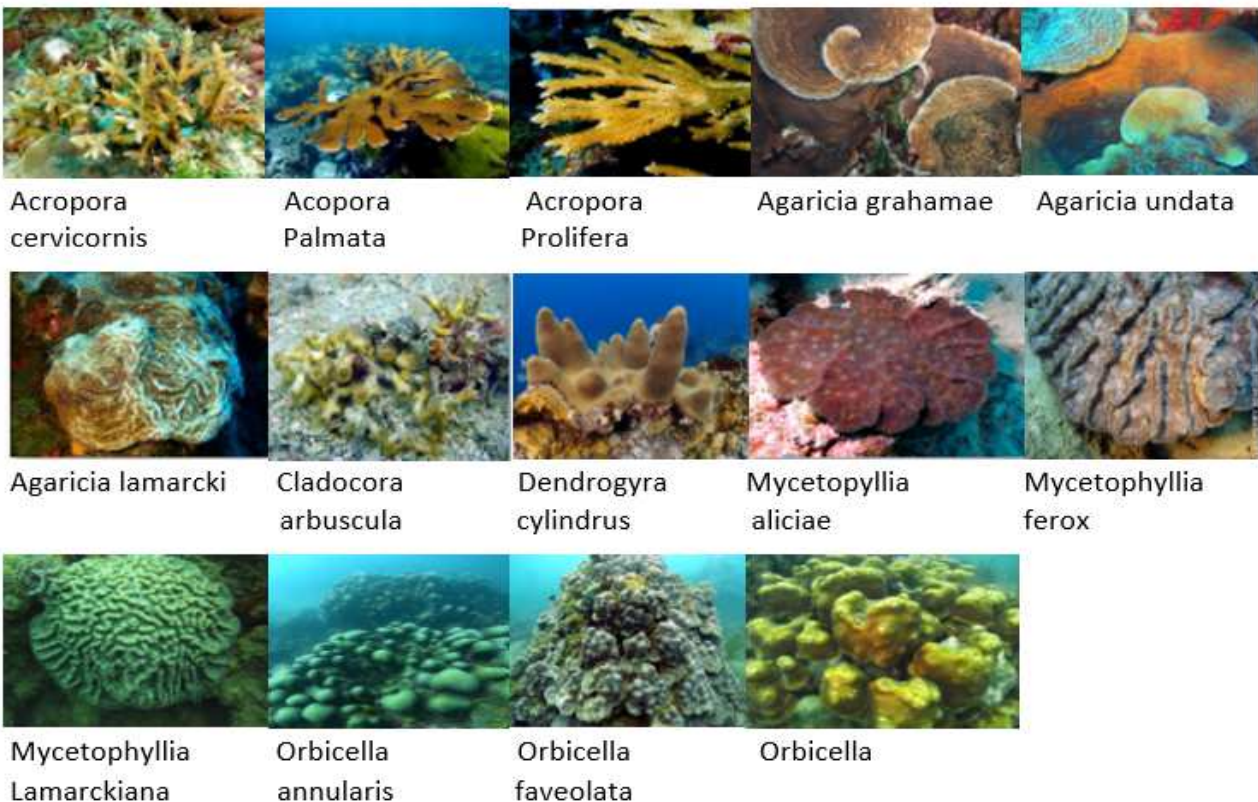 Acropora
cervicornis
Acopora
Palmata
Acropora
Prolifera
Agaricia grahamae
Agaricia undata
Agaricia lamarcki
Cladocora
arbuscula
Dendrogyra
cylindrus
Mycetopyllia
aliciae
Mycetophyllia
ferox
Mycetophyllia
Lamarckiana
Orbicella
annularis
Orbicella
faveolata
Orbicella